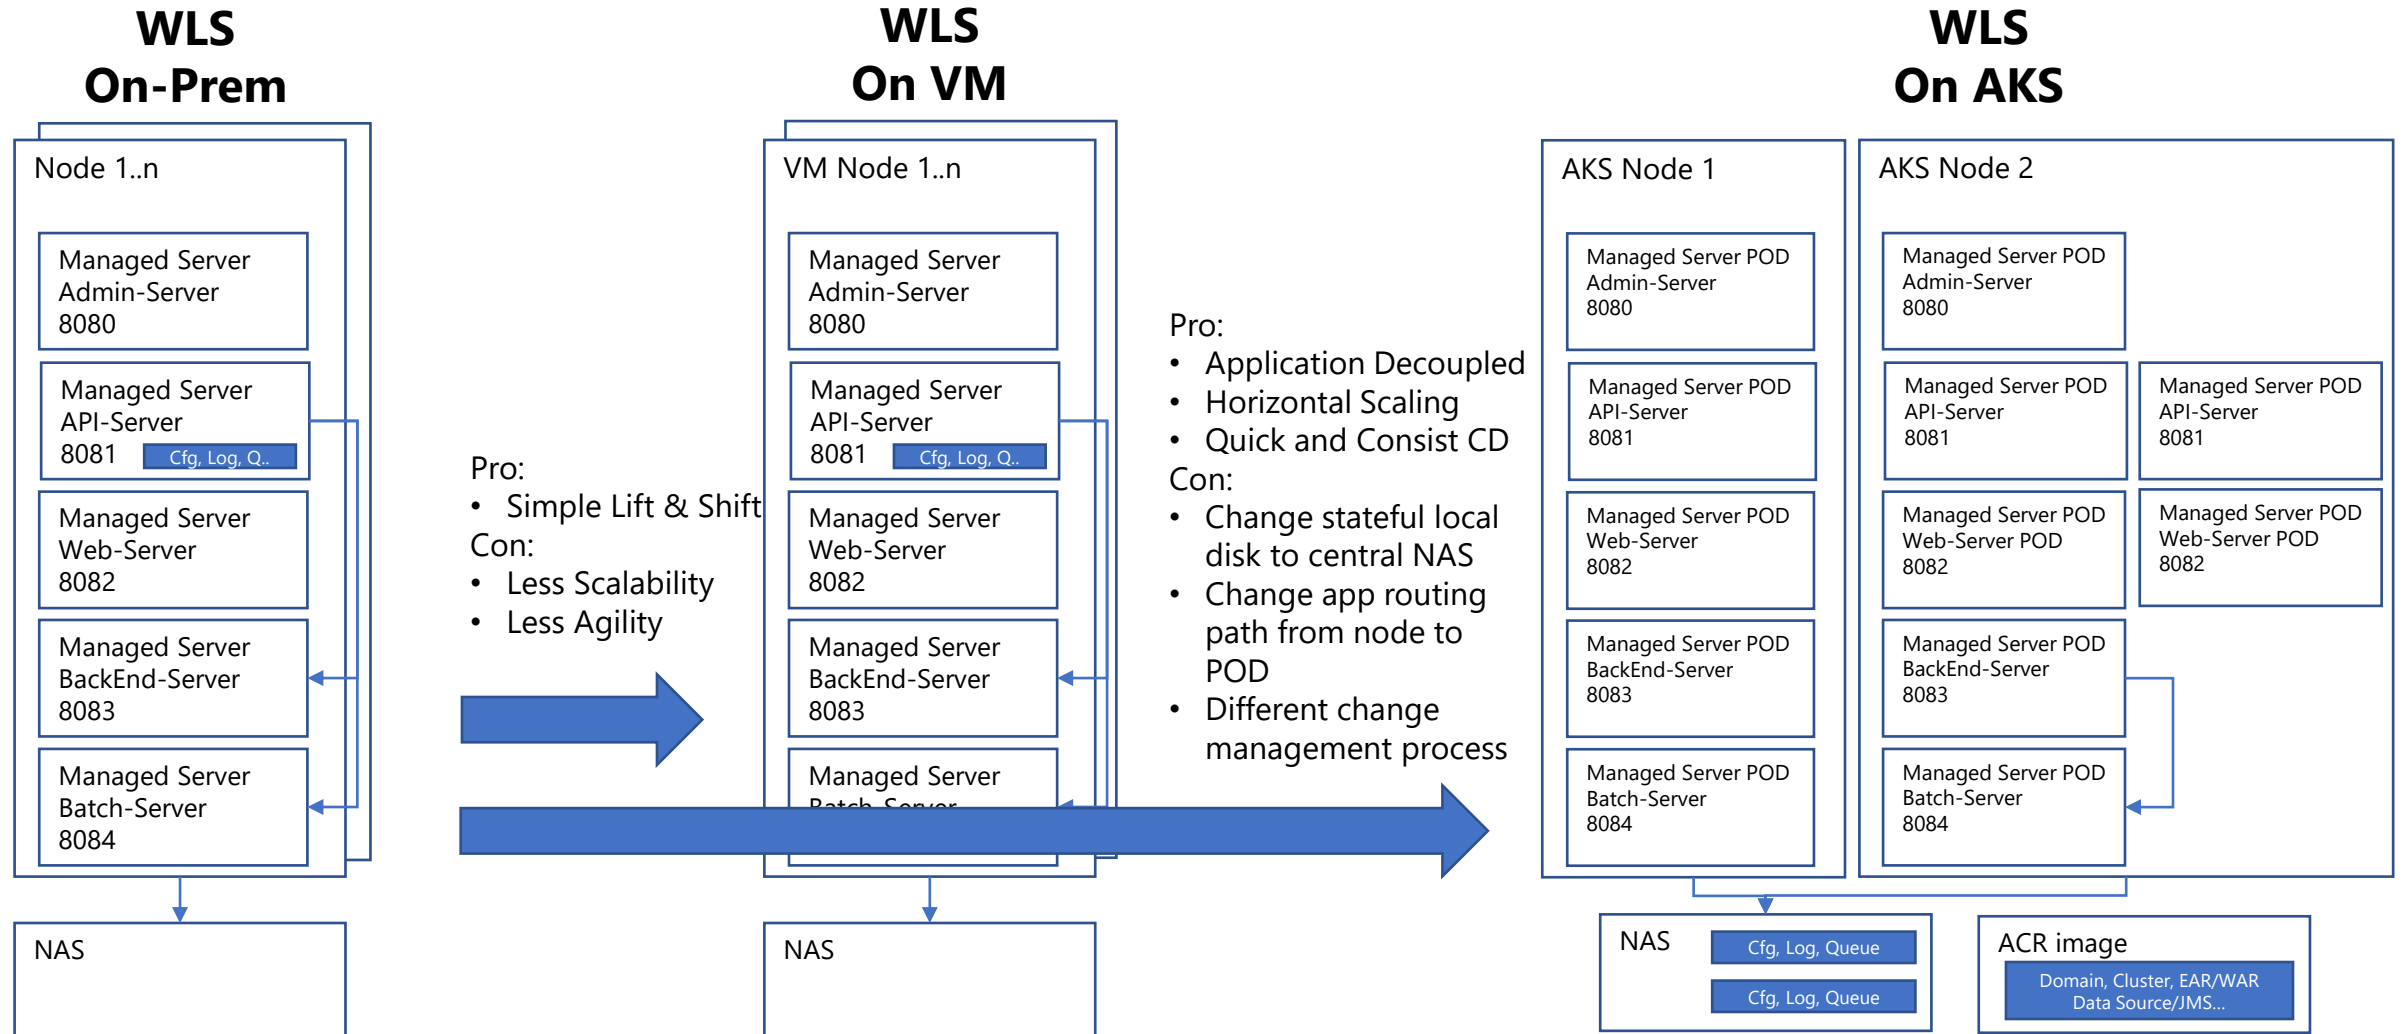 WLS
On-Prem
Node 1..n
Managed Server
Admin-Server
8080
Managed Server
API-Server
8081
Cfg, Log, Q..
Managed Server
Web-Server
8082
Managed Server
BackEnd-Server
8083
Managed Server
Batch-Server
8084
NAS
Pro:
• Simple Lift & Shift
Con:
• Less Scalability
• Less Agility
WLS
On VM
VM Node 1..n
Managed Server
Admin-Server
8080
Managed Server
API-Server
8081
Cfg, Log, Q..
Managed Server
Web-Server
8082
Managed Server
BackEnd-Server
8083
Managed Server
Batch-Server
NAS
Pro:
• Application Decoupled
• Horizontal Scaling
• Quick and Consist CD
Con:
• Change stateful local
disk to central NAS
• Change app routing
path from node to
POD
• Different change
management process
WLS
On AKS
AKS Node 1
Managed Server POD
Admin-Server
8080
Managed Server POD
API-Server
8081
Managed Server POD
Web-Server
8082
Managed Server POD
BackEnd-Server
8083
Managed Server POD
Batch-Server
8084
AKS Node 2
Managed Server POD
Admin-Server
8080
Managed Server POD
API-Server
8081
Managed Server POD
API-Server
8081
Managed Server POD
Web-Server POD
8082
Managed Server POD
Web-Server POD
8082
Managed Server POD
BackEnd-Server
8083
Managed Server POD
Batch-Server
8084
NAS
Cfg, Log, Queue
Cfg, Log, Queue
ACR image
Domain, Cluster, EAR/WAR
Data Source/JMS...